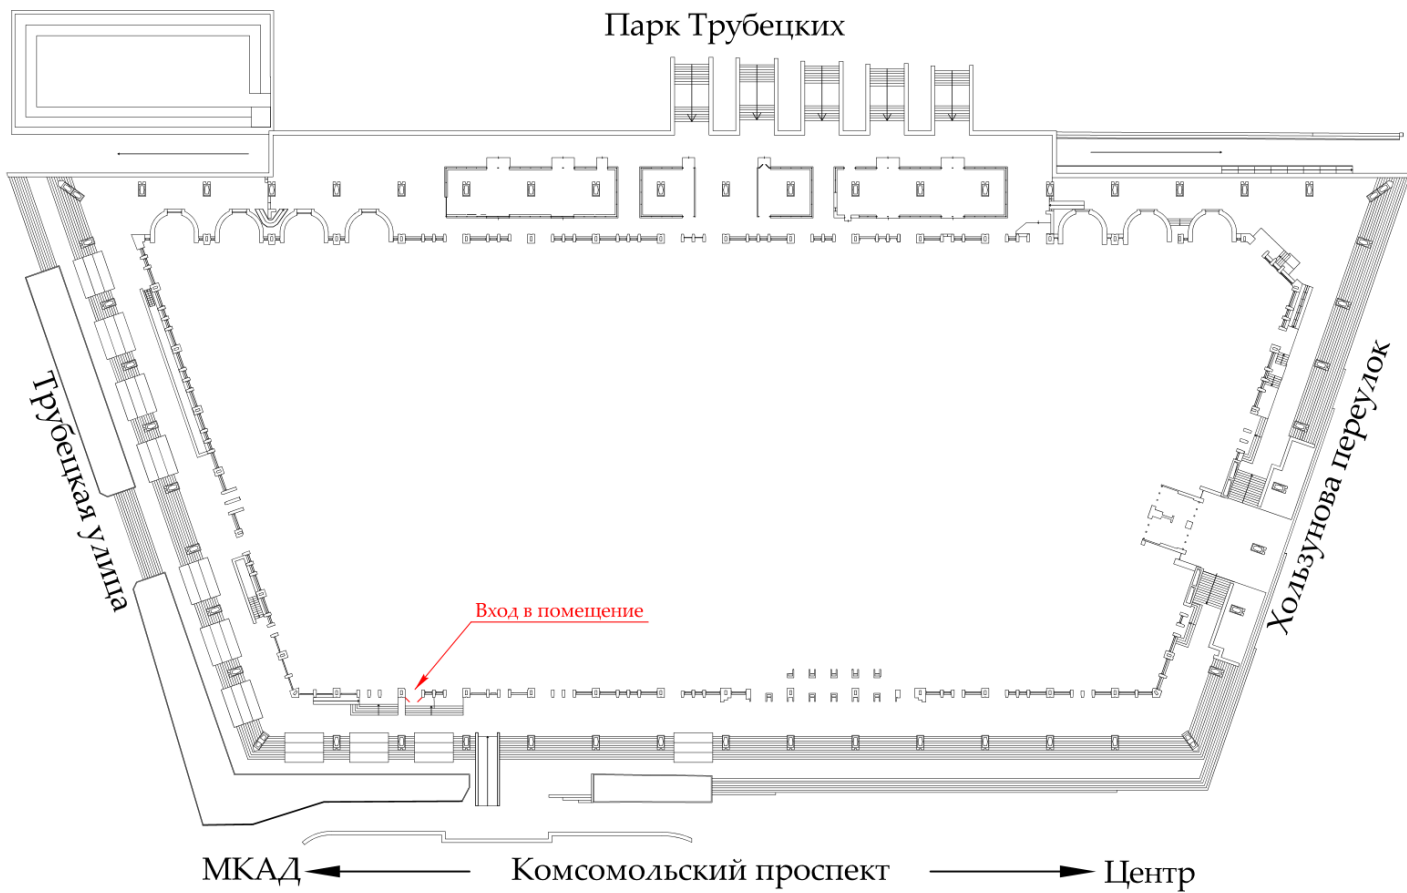 Парк Трубецких
Трубецкая улица
Хользунова переулок
Вход в помещение
МКАД
Комсомольский проспект
Центр